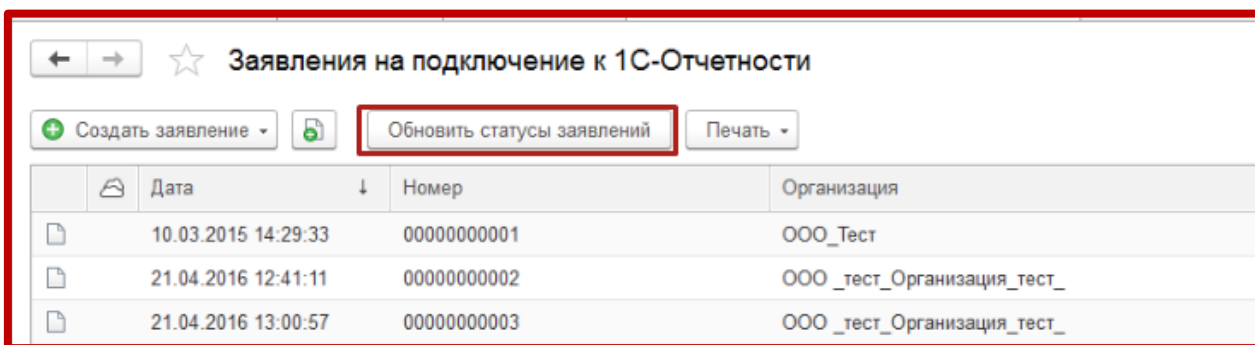 Заявления на подключение к 1С-Отчетности
Создать заявление Обновить статусы заявлений Печать
Дата ↓ Номер Организация
10.03.2015 14:29:33 00000000001 ООО_Тест
21.04.2016 12:41:11 00000000002 ООО _тест_Организация_тест_
21.04.2016 13:00:57 00000000003 ООО _тест_Организация_тест_